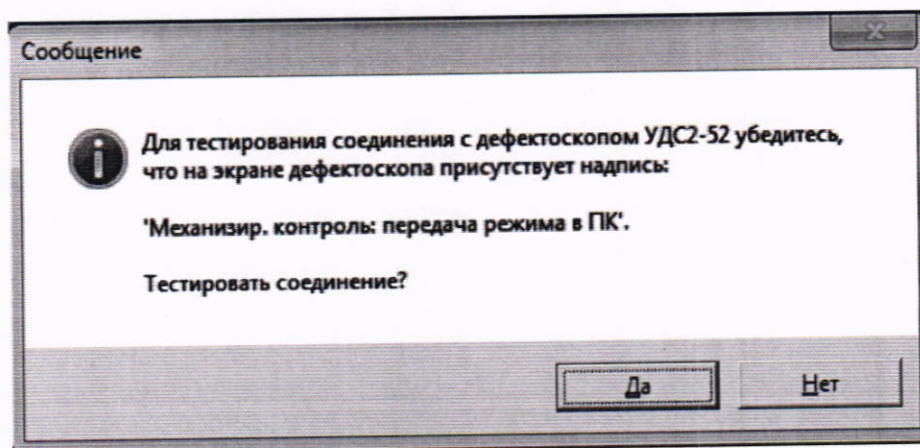 Сообщение
Для тестирования соединения с дефектоскопом УДС2-52 убедитесь,
что на экране дефектоскопа присутствует надпись:
'Механизир. контроль: передача режима в ПК'.
Тестировать соединение?
Да
Нет